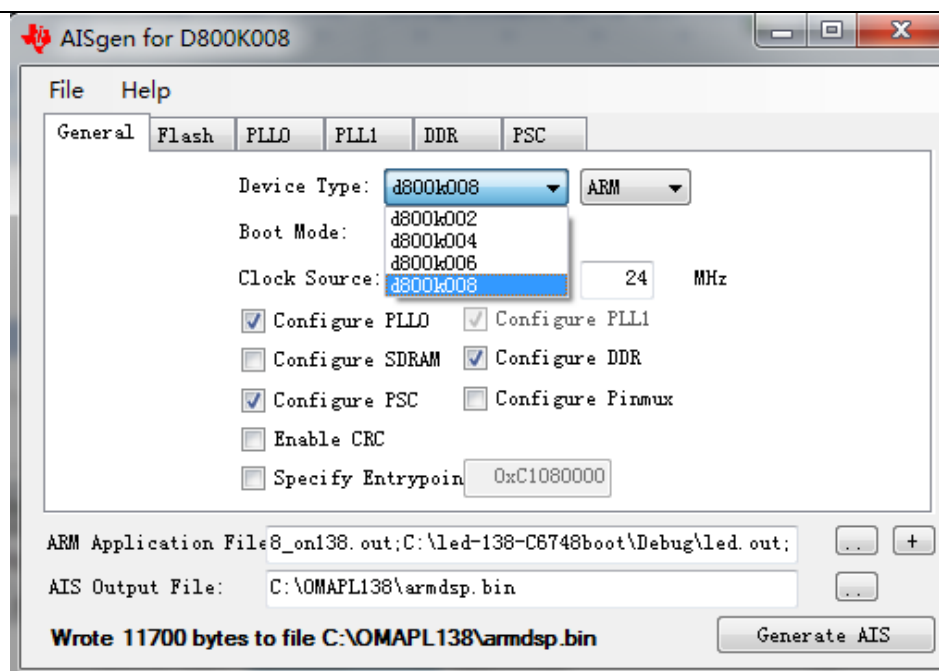 AISgen for D800K008
File Help
General Flash PLL0 PLL1 DDR PSC
Device Type: d800k008 ARM
d800k002
d800k004
d800k006
d800k008
Boot Mode:
Clock Source: 24 MHz
Configure PLL0 Configure PLL1
Configure SDRAM Configure DDR
Configure PSC Configure Pinmux
Enable CRC
Specify Entrypoin 0xC1080000
ARM Application File 8_on138.out;C:\led-138-C6748boot\Debug\led.out; .. +
AIS Output File: C:\OMAPL138\armdsp.bin ..
Wrote 11700 bytes to file C:\OMAPL138\armdsp.bin Generate AIS